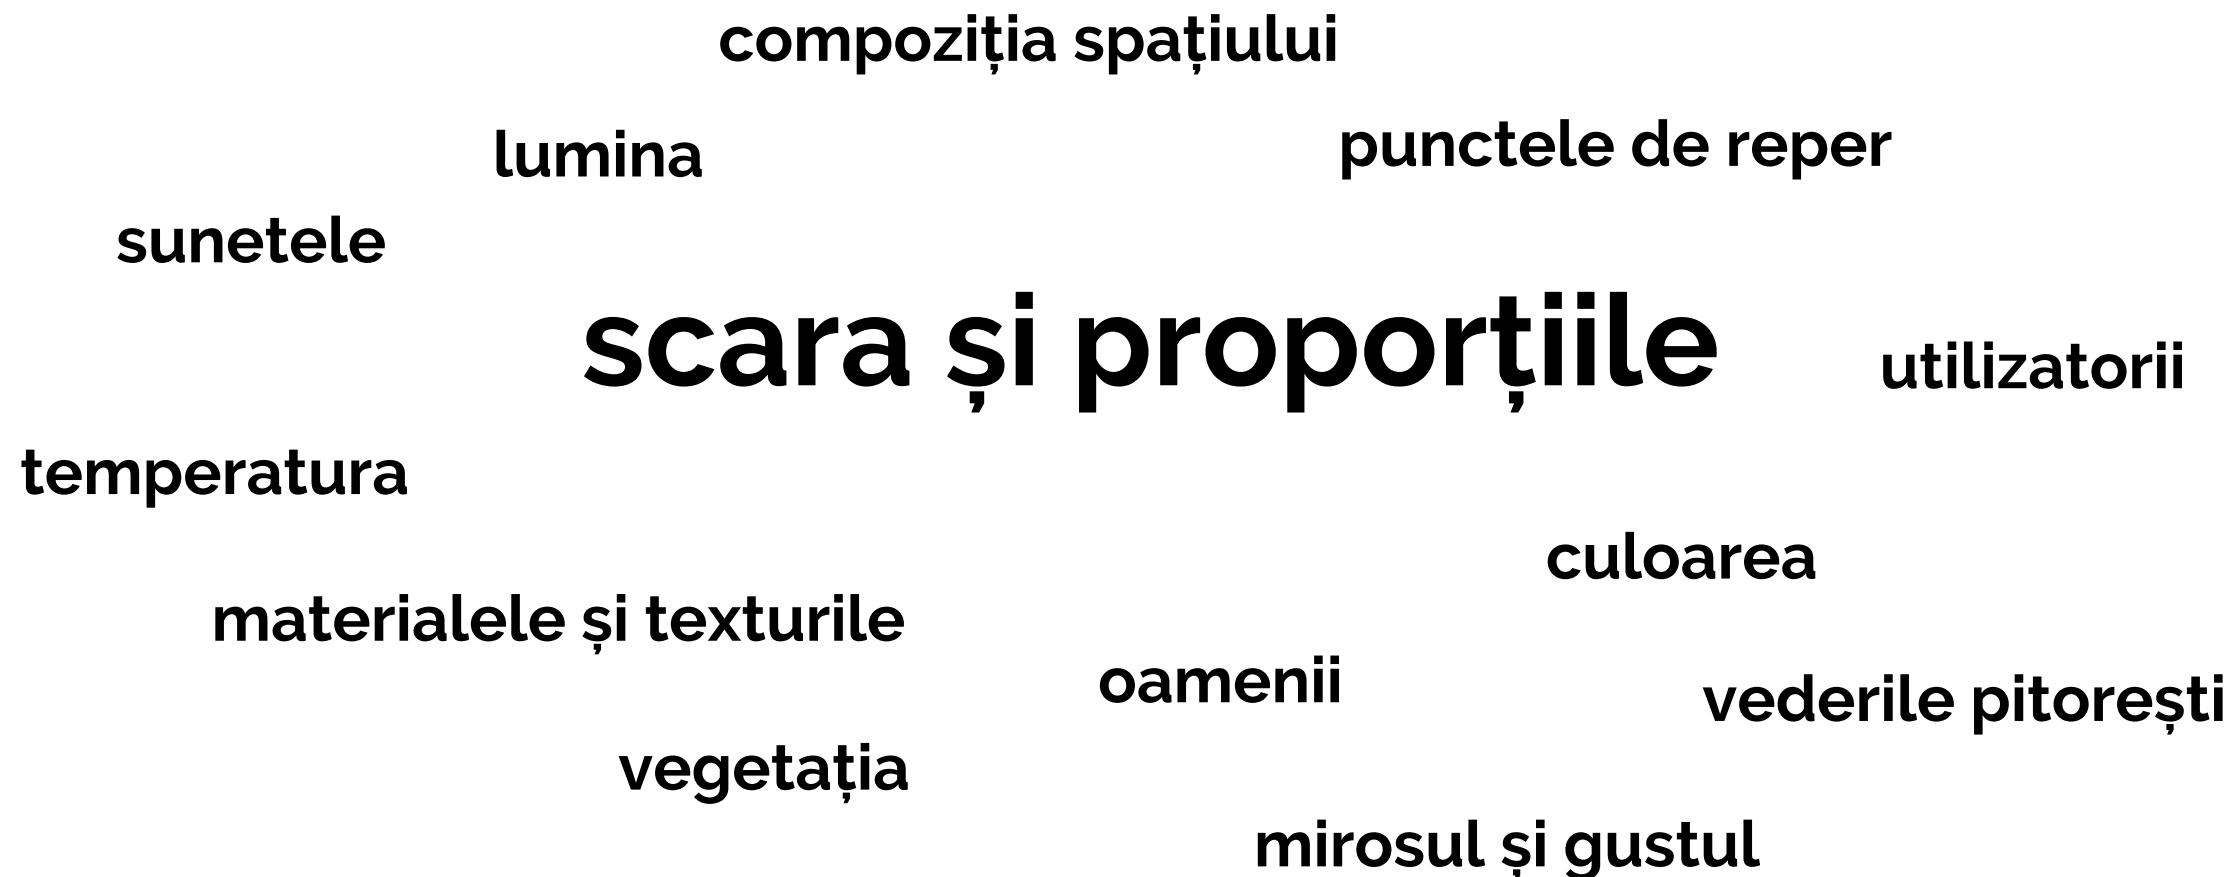 compoziția spațiului
punctele de reper
lumina
sunetele
scara și proporțiile
utilizatorii
temperatura
culoarea
materialele și texturile
oamenii
vederile pitorești
vegetația
mirosul și gustul